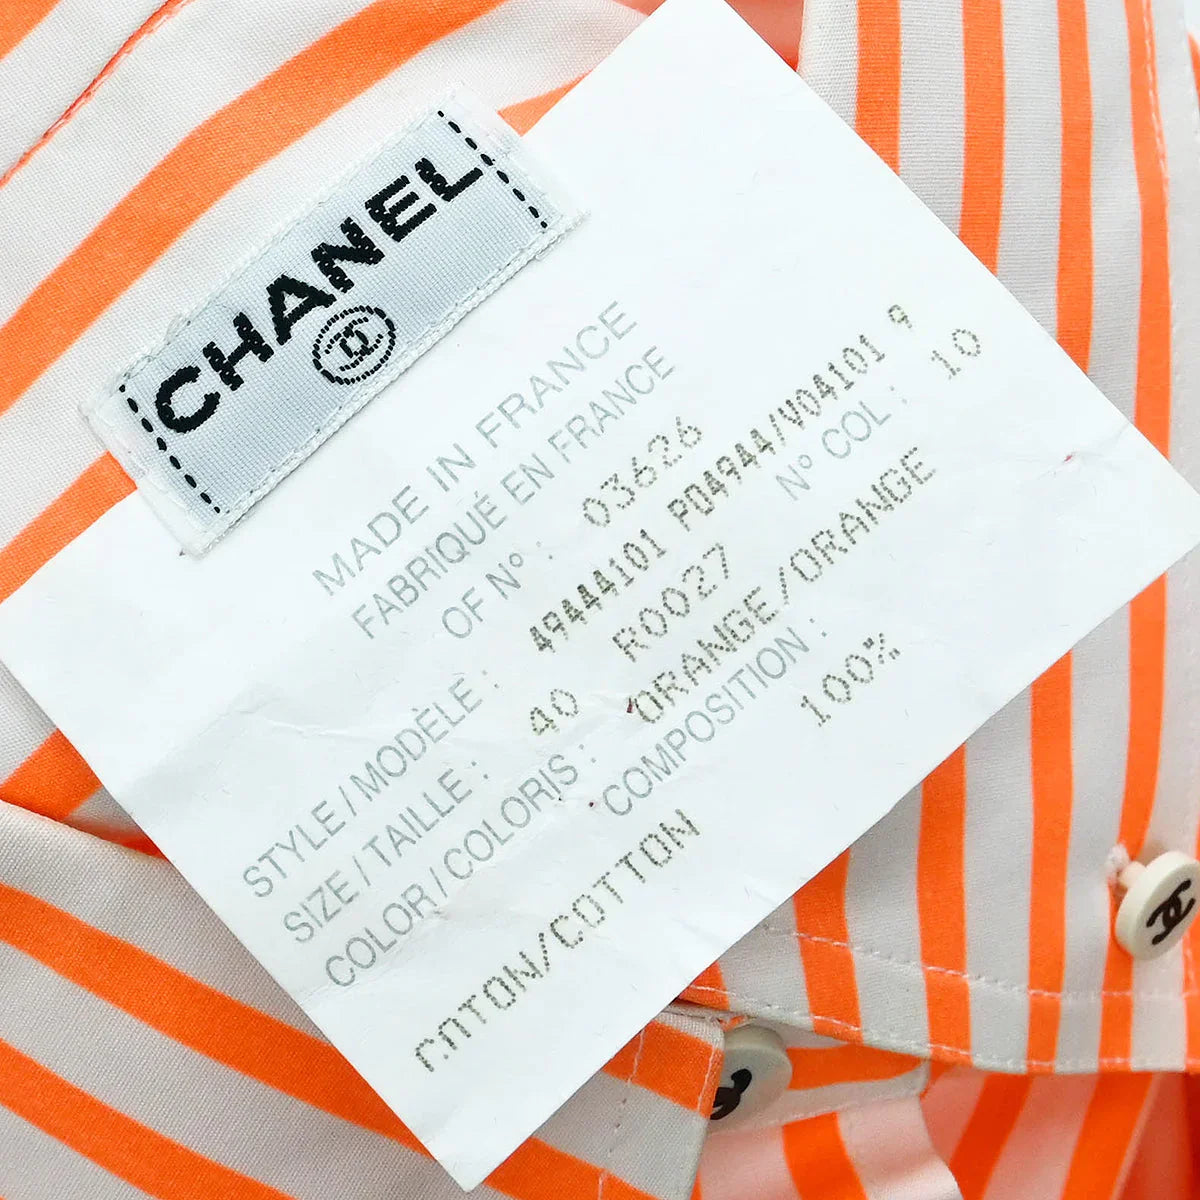 CHANEL
MADE IN FRANCE
FABRIQUÉ EN FRANCE
OF N° : 03626
STYLE / MODÈLE : 49444101 P04944/V04101 9
SIZE / TAILLE : 40 R0027 N° COL : 10
COLOR / COLORIS : ORANGE/ORANGE
COMPOSITION : 100%
COTON/COTTON